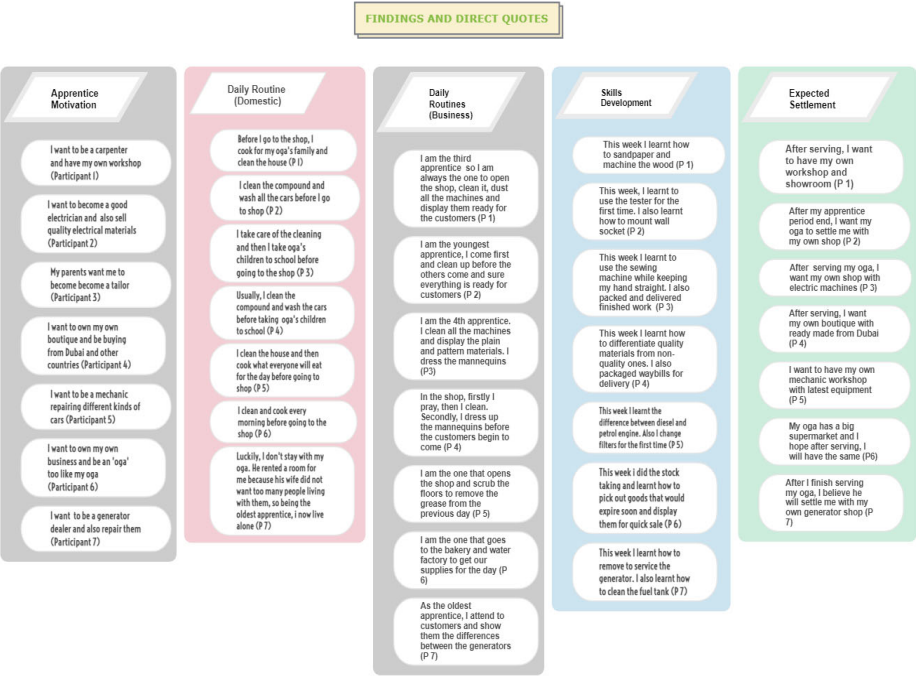 FINDINGS AND DIRECT QUOTES
Apprentice
Motivation
I want to be a carpenter
and have my own workshop
(Participant 1)
I want to become a good
electrician and also sell
quality electrical materials
(Participant 2)
My parents want me to
become become a tailor
(Participant 3)
I want to own my own
boutique and be buying
from Dubai and other
countries (Participant 4)
I want to be a mechanic
repairing different kinds of
cars (Participant 5)
I want to own my own
business and be an 'oga'
too like my oga
(Participant 6)
I want to be a generator
dealer and also repair them
(Participant 7)
Daily Routine
(Domestic)
Before I go to the shop, I
cook for my oga's family and
clean the house (P 1)
I clean the compound and
wash all the cars before I go
to shop (P 2)
I take care of the cleaning
and then I take oga's
children to school before
going to the shop (P 3)
Usually, I clean the
compound and wash the cars
before taking oga's children
to school (P 4)
I clean the house and then
cook what everyone will eat
for the day before going to
shop (P 5)
I clean and cook every
morning before going to the
shop (P 6)
Luckily, I don't stay with my
oga. He rented a room for
me because his wife did not
want too many people living
with them, so being the
oldest apprentice, i now live
alone (P 7)
Daily
Routines
(Business)
I am the third
apprentice so I am
always the one to open
the shop, clean it, dust
all the machines and
display them ready for
the customers (P 1)
I am the youngest
apprentice, I come first
and clean up before the
others come and sure
everything is ready for
customers (P 2)
I am the 4th apprentice.
I clean all the machines
and display the plain
and pattern materials. I
dress the mannequins
(P3)
In the shop, firstly I
pray, then I clean.
Secondly, I dress up
the mannequins before
the customers begin to
come (P 4)
I am the one that opens
the shop and scrub the
floors to remove the
grease from the
previous day (P 5)
I am the one that goes
to the bakery and water
factory to get our
supplies for the day (P
6)
As the oldest
apprentice, I attend to
customers and show
them the differences
between the generators
(P 7)
Skills
Development
This week I learnt how
to sandpaper and
machine the wood (P 1)
This week, I learnt to
use the tester for the
first time. I also learnt
how to mount wall
socket (P 2)
This week I learnt to
use the sewing
machine while keeping
my hand straight. I also
packed and delivered
finished work (P 3)
This week I learnt how
to differentiate quality
materials from non-
quality ones. I also
packaged waybills for
delivery (P 4)
This week I learnt the
difference between diesel and
petrol engine. Also I change
filters for the first time (P 5)
This week i did the stock
taking and learnt how to
pick out goods that would
expire soon and display
them for quick sale (P 6)
This week I learnt how to
remove to service the
generator. I also learnt how
to clean the fuel tank (P 7)
Expected
Settlement
After serving, I want
to have my own
workshop and
showroom (P 1)
After my apprentice
period end, I want my
oga to settle me with
my own shop (P 2)
After serving my oga, I
want my own shop with
electric machines (P 3)
After serving, I want
my own boutique with
ready made from Dubai
(P 4)
I want to have my own
mechanic workshop
with latest equipment
(P 5)
My oga has a big
supermarket and I
hope after serving, I
will have the same (P6)
After I finish serving
my oga, I believe he
will settle me with my
own generator shop (P
7)